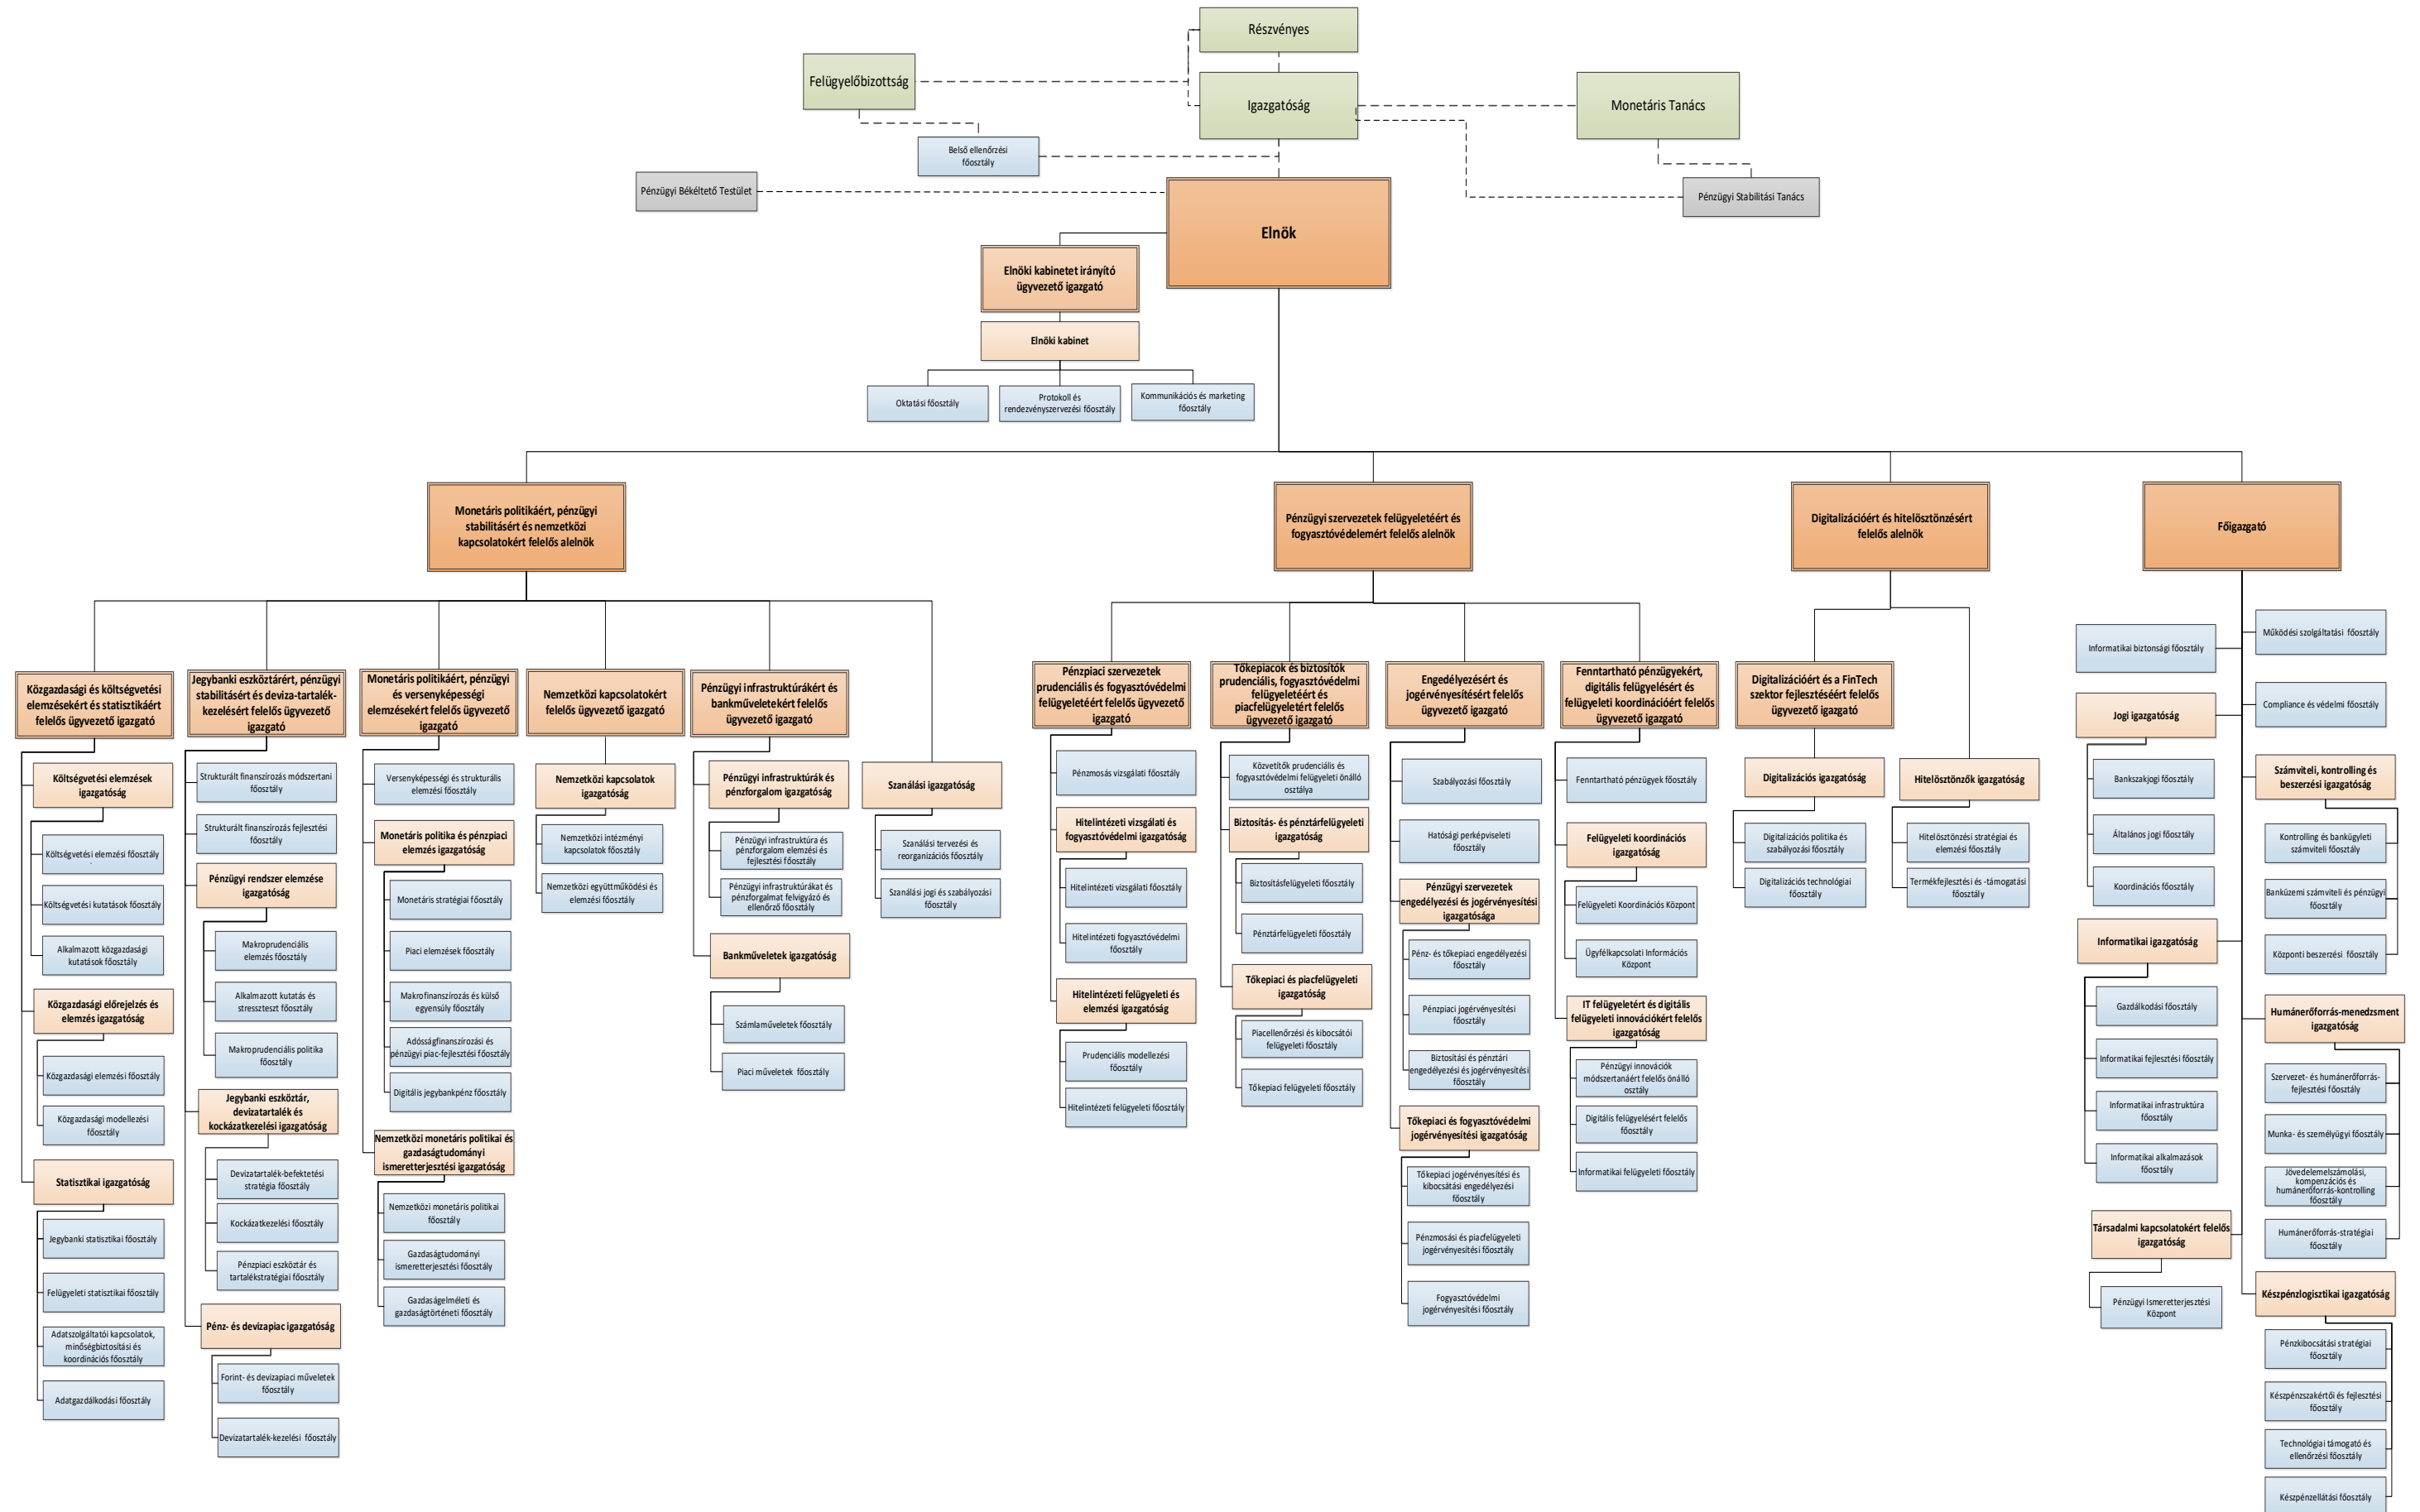 Részvényes
Felügyelőbizottság
Igazgatóság
Monetáris Tanács
Belső ellenőrzési
főosztály
Pénzügyi Békéltető Testület
Pénzügyi Stabilitási Tanács
Elnök
Elnöki kabinetet irányító
ügyvezető igazgató
Elnöki kabinet
Oktatási főosztály
Protokoll és
rendezvényszervezési főosztály
Kommunikációs és marketing
főosztály
Monetáris politikáért, pénzügyi
stabilitásért és nemzetközi
kapcsolatokért felelős alelnök
Pénzügyi szervezetek felügyeletéért és
fogyasztóvédelemért felelős alelnök
Digitalizációért és hitelösztönzésért
felelős alelnök
Főigazgató
Közgazdasági és költségvetési
elemzésekért és statisztikáért
felelős ügyvezető igazgató
Költségvetési elemzések
igazgatóság
Költségvetési elemzési főosztály
Költségvetési kutatások főosztály
Alkalmazott közgazdasági
kutatások főosztály
Közgazdasági előrejelzés és
elemzés igazgatóság
Közgazdasági elemzési főosztály
Közgazdasági modellezési
főosztály
Statisztikai igazgatóság
Jegybanki statisztikai főosztály
Felügyeleti statisztikai főosztály
Adatszolgáltatói kapcsolatok,
minőségbiztosítási és
koordinációs főosztály
Adatgazdálkodási főosztály
Jegybanki eszköztárért, pénzügyi
stabilitásért és deviza-tartalék-
kezelésért felelős ügyvezető
igazgató
Strukturált finanszírozás módszertani
főosztály
Strukturált finanszírozás fejlesztési
főosztály
Pénzügyi rendszer elemzése
igazgatóság
Makroprudenciális
elemzés főosztály
Alkalmazott kutatás és
stresszteszt főosztály
Makroprudenciális politika
főosztály
Jegybanki eszköztár,
devizatartalék és
kockázatkezelési igazgatóság
Devizatartalék-befektetési
stratégia főosztály
Kockázatkezelési főosztály
Pénzpiaci eszköztár és
tartalékstratégiai főosztály
Pénz- és devizapiac igazgatóság
Forint- és devizapiaci műveletek
főosztály
Devizatartalék-kezelési főosztály
Monetáris politikáért, pénzügyi
és versenyképességi
elemzésekért felelős ügyvezető
igazgató
Versenyképességi és strukturális
elemzési főosztály
Monetáris politika és pénzpiaci
elemzés igazgatóság
Monetáris stratégiai főosztály
Piaci elemzések főosztály
Makrofinanszírozás és külső
egyensúly főosztály
Adósságfinanszírozási és
pénzügyi piac-fejlesztési főosztály
Digitális jegybankpénz főosztály
Nemzetközi monetáris politikai és
gazdaságtudományi
ismeretterjesztési igazgatóság
Nemzetközi monetáris politikai
főosztály
Gazdaságtudományi
ismeretterjesztési főosztály
Gazdaságelméleti és
gazdaságtörténeti főosztály
Nemzetközi kapcsolatokért
felelős ügyvezető igazgató
Nemzetközi kapcsolatok
igazgatóság
Nemzetközi intézményi
kapcsolatok főosztály
Nemzetközi együttműködési és
elemzési főosztály
Pénzügyi infrastruktúrákért és
bankműveletekért felelős
ügyvezető igazgató
Pénzügyi infrastruktúrák és
pénzforgalom igazgatóság
Pénzügyi infrastruktúra és
pénzforgalom elemzési és
fejlesztési főosztály
Pénzügyi infrastruktúrákat és
pénzforgalmat felvigyázó és
ellenőrző főosztály
Bankműveletek igazgatóság
Számlaműveletek főosztály
Piaci műveletek főosztály
Szanálási igazgatóság
Szanálási tervezési és
reorganizációs főosztály
Szanálási jogi és szabályozási
főosztály
Pénzpiaci szervezetek
prudenciális és fogyasztóvédelmi
felügyeletéért felelős ügyvezető
igazgató
Pénzmosás vizsgálati főosztály
Hitelintézeti vizsgálati és
fogyasztóvédelmi igazgatóság
Hitelintézeti vizsgálati főosztály
Hitelintézeti fogyasztóvédelmi
főosztály
Hitelintézeti felügyeleti és
elemzési igazgatóság
Prudenciális modellezési
főosztály
Hitelintézeti felügyeleti főosztály
Tőkepiacok és biztosítók
prudenciális, fogyasztóvédelmi
felügyeletéért és
piacfelügyeletért felelős
ügyvezető igazgató
Közvetítők prudenciális és
fogyasztóvédelmi felügyeleti önálló
osztálya
Biztosítás- és pénztárfelügyeleti
igazgatóság
Biztosításfelügyeleti főosztály
Pénztárfelügyeleti főosztály
Tőkepiaci és piacfelügyeleti
igazgatóság
Piacellenőrzési és kibocsátói
felügyeleti főosztály
Tőkepiaci felügyeleti főosztály
Engedélyezésért és
jogérvényesítésért felelős
ügyvezető igazgató
Szabályozási főosztály
Hatósági perképviseleti
főosztály
Pénzügyi szervezetek
engedélyezési és jogérvényesítési
igazgatósága
Pénz- és tőkepiaci engedélyezési
főosztály
Pénzpiaci jogérvényesítési
főosztály
Biztosítási és pénztári
engedélyezési és jogérvényesítési
főosztály
Tőkepiaci és fogyasztóvédelmi
jogérvényesítési igazgatóság
Tőkepiaci jogérvényesítési és
kibocsátási engedélyezési
főosztály
Pénzmosási és piacfelügyeleti
jogérvényesítési főosztály
Fogyasztóvédelmi
jogérvényesítési főosztály
Fenntartható pénzügyekért,
digitális felügyelésért és
felügyeleti koordinációért felelős
ügyvezető igazgató
Fenntartható pénzügyek főosztály
Felügyeleti koordinációs
igazgatóság
Felügyeleti Koordinációs Központ
Ügyfélkapcsolati Információs
Központ
IT felügyeletért és digitális
felügyeleti innovációkért felelős
igazgatóság
Pénzügyi innovációk
módszertanáért felelős önálló
osztály
Digitális felügyelésért felelős
főosztály
Informatikai felügyeleti főosztály
Digitalizációért és a FinTech
szektor fejlesztéséért felelős
ügyvezető igazgató
Digitalizációs igazgatóság
Digitalizációs politika és
szabályozási főosztály
Digitalizációs technológiai
főosztály
Hitelösztönzők igazgatóság
Hitelösztönzési stratégiai és
elemzési főosztály
Termékfejlesztési és -támogatási
főosztály
Informatikai biztonsági főosztály
Jogi igazgatóság
Bankszakjogi főosztály
Általános jogi főosztály
Koordinációs főosztály
Informatikai igazgatóság
Gazdálkodási főosztály
Informatikai fejlesztési főosztály
Informatikai infrastruktúra
főosztály
Informatikai alkalmazások
főosztály
Társadalmi kapcsolatokért felelős
igazgatóság
Pénzügyi Ismeretterjesztési
Központ
Működési szolgáltatási főosztály
Compliance és védelmi főosztály
Számviteli, kontrolling és
beszerzési igazgatóság
Kontrolling és bankügyleti
számviteli főosztály
Banküzemi számviteli és pénzügyi
főosztály
Központi beszerzési főosztály
Humánerőforrás-menedzsment
igazgatóság
Szervezet- és humánerőforrás-
fejlesztési főosztály
Munka- és személyügyi főosztály
Jövedelemelszámolási,
kompenzációs és
humánerőforrás-kontrolling
főosztály
Humánerőforrás-stratégiai
főosztály
Készpénzlogisztikai igazgatóság
Pénzkibocsátási stratégiai
főosztály
Készpénzszakértői és fejlesztési
főosztály
Technológiai támogató és
ellenőrzési főosztály
Készpénzellátási főosztály